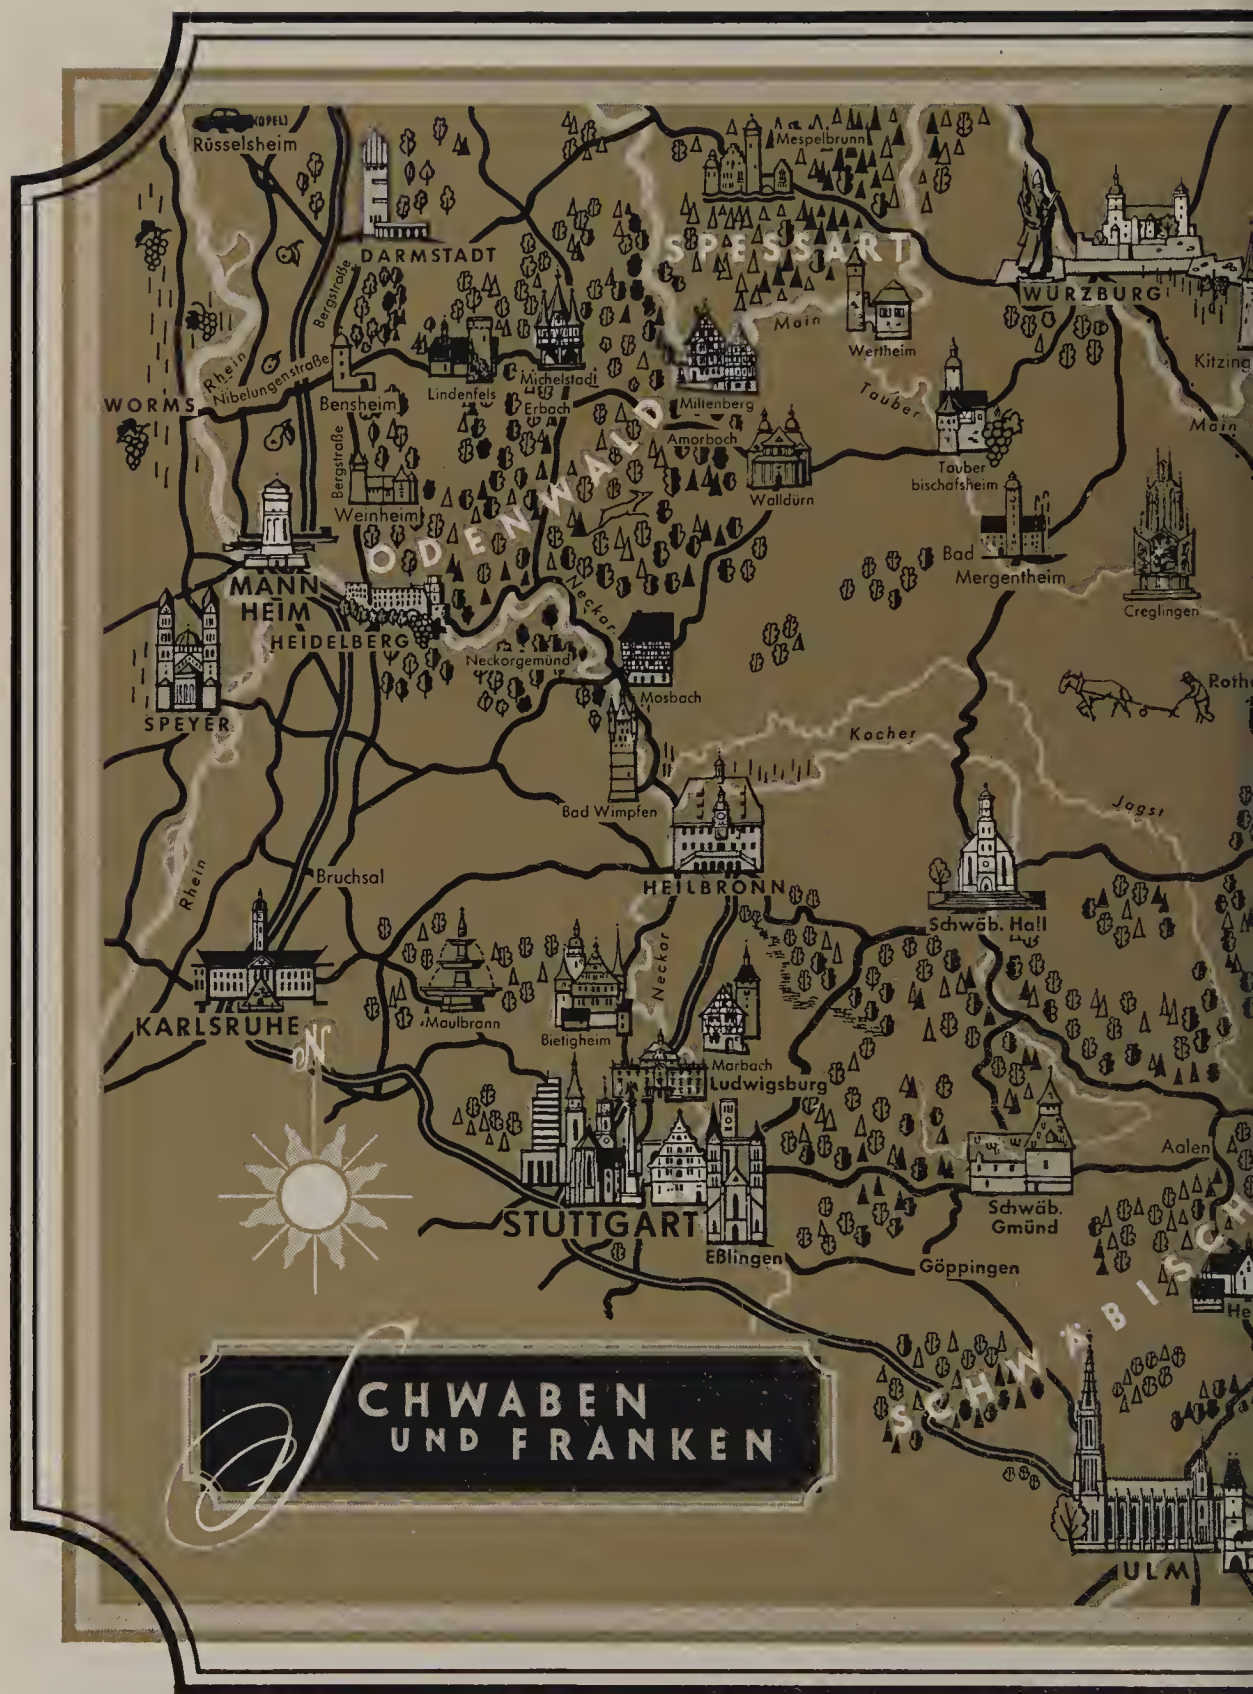 (OPEL)
Rüsselsheim
Mespelbrunn
DARMSTADT
SPESSART
WÜRZBURG
Bergstraße
Main
Wertheim
Kitzing
Rhein
Nibelungenstraße
Bensheim
Lindenfels
Michelstadt
Erbach
WORMS
Miltenberg
Tauber
Main
Amorbach
Walldürn
Tauber
bischofsheim
Bergstraße
Weinheim
ODENWALD
Bad
Mergentheim
Creglingen
MANN
HEIM
HEIDELBERG
Neckar
Neckargemünd
Mosbach
SPEYER
Kocher
Jagst
Bad Wimpfen
Rhein
Bruchsal
HEILBRONN
Schwäb. Hall
Neckar
KARLSRUHE
Maulbronn
Bietigheim
Marbach
Ludwigsburg
N
Aalen
STUTTGART
Eßlingen
Schwäb.
Gmünd
Göppingen
He
SCHWÄBISCH
SCHWABEN
UND FRANKEN
ULM